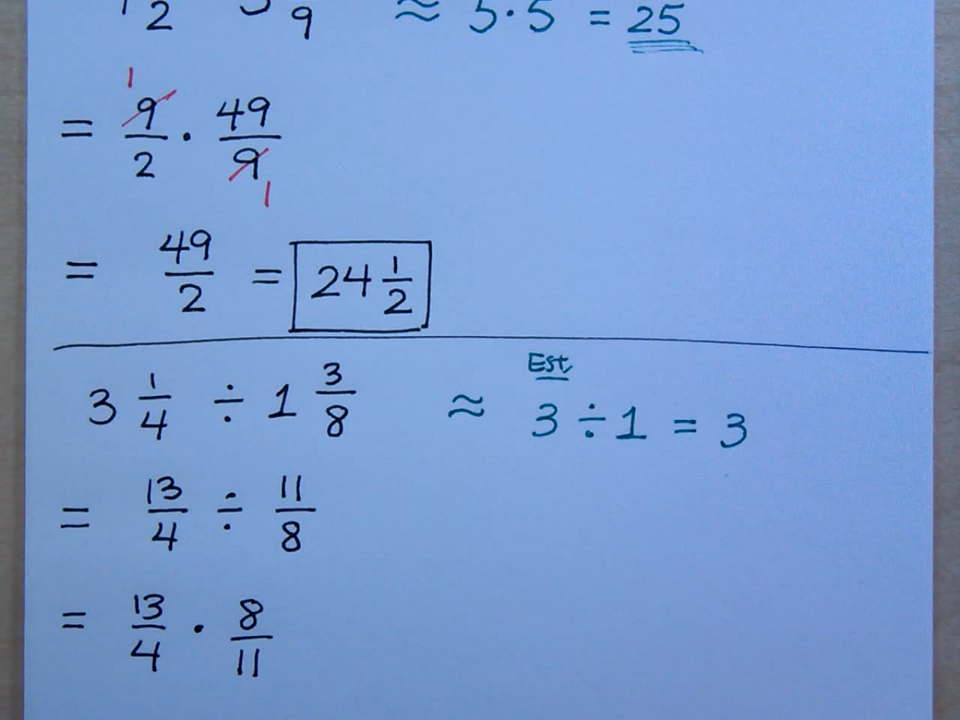 2 9 ≈ 5·5 = 25
1
= 9/2 · 49/9
1
= 49/2 = 24 1/2
Est.
3 1/4 ÷ 1 3/8 ≈ 3 ÷ 1 = 3
= 13/4 ÷ 11/8
= 13/4 · 8/11